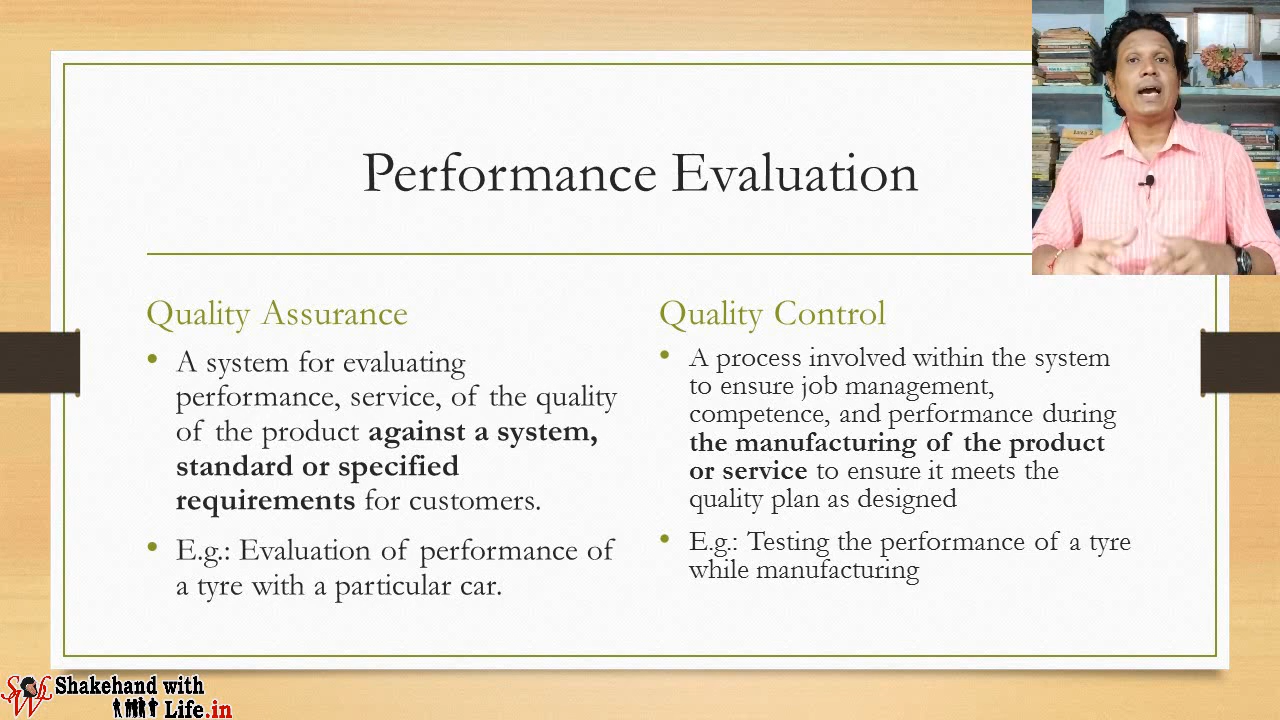 Performance Evaluation
Quality Assurance
• A system for evaluating
performance, service, of the quality
of the product against a system,
standard or specified
requirements for customers.
• E.g.: Evaluation of performance of
a tyre with a particular car.
Quality Control
• A process involved within the system
to ensure job management,
competence, and performance during
the manufacturing of the product
or service to ensure it meets the
quality plan as designed
• E.g.: Testing the performance of a tyre
while manufacturing
Shakehand with
Life.in